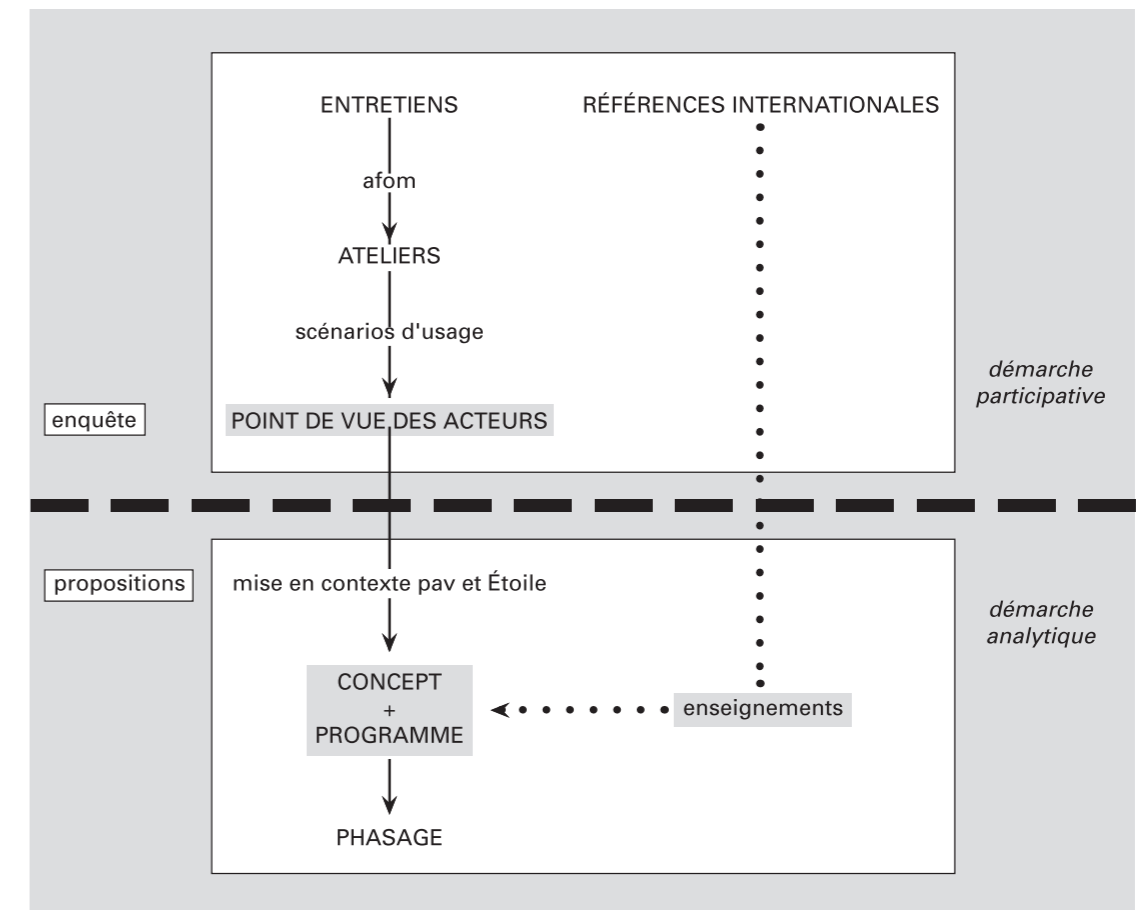 ENTRETIENS
RÉFÉRENCES INTERNATIONALES
afom
ATELIERS
scénarios d'usage
démarche
participative
enquête
POINT DE VUE DES ACTEURS
propositions
mise en contexte pav et Étoile
démarche
analytique
CONCEPT
+
PROGRAMME
enseignements
PHASAGE